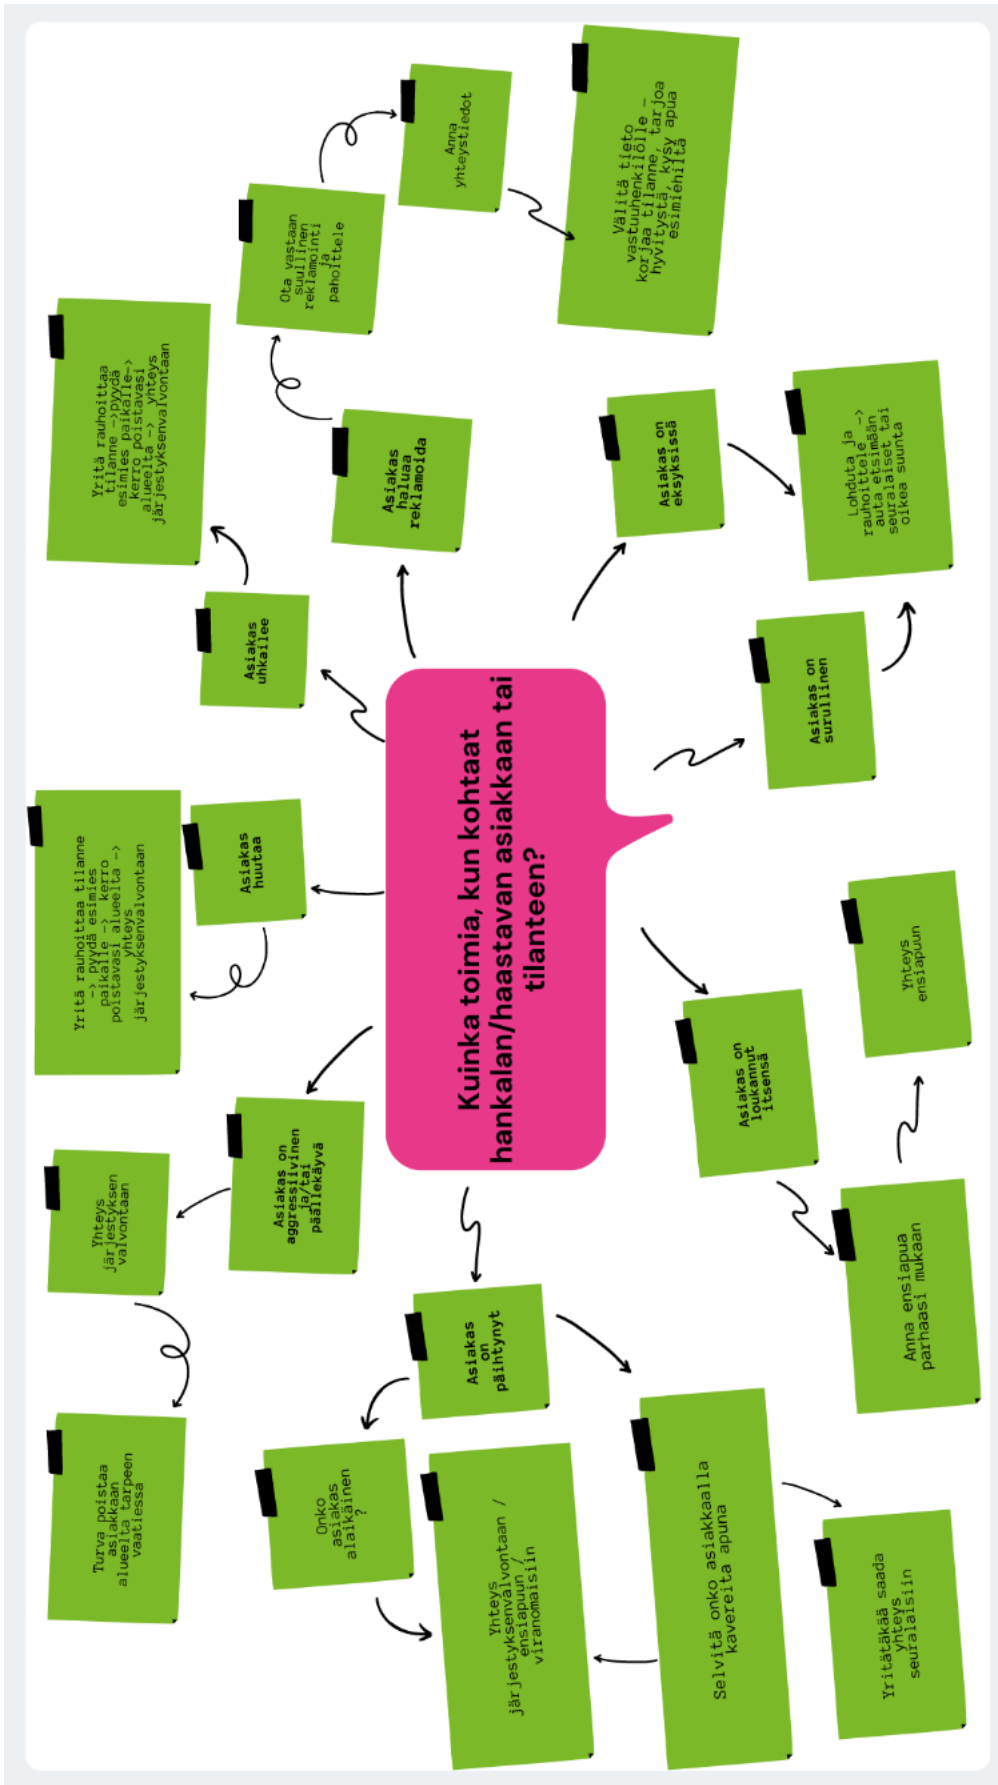 Kuinka toimia, kun kohtaat
hankalan/haastavan asiakkaan tai
tilanteen?
Asiakas
haluaa
reklamoida
Ota vastaan
suullinen
reklamointi
ja
pahoittele
Anna
yhteystiedot
Välitä tieto
vastuuhenkilölle –
korjaa tilanne, tarjoa
hyvitystä, kysy apua
esimiehiltä
Asiakas on
eksyksissä
Lohduta ja
rauhoittele –>
auta etsimään
seuralaiset tai
oikea suunta
Asiakas on
surullinen
Asiakas on
loukannut
itsensä
Anna ensiapua
parhaasi mukaan
Yhteys
ensiapuun
Asiakas
on
päihtynyt
Selvitä onko asiakkaalla
kavereita apuna
Yritätäkää saada
yhteys
seuralaisiin
Onko
asiakas
alaikäinen
?
Yhteys
järjestyksenvalvontaan /
ensiapuun /
viranomaisiin
Asiakas on
aggressiivinen
ja/tai
päällekäyvä
Yhteys
järjestyksen
valvontaan
Turva poistaa
asiakkaan
alueelta tarpeen
vaatiessa
Asiakas
huutaa
Yritä rauhoittaa tilanne
–> pyydä esimies
paikalle –> kerro
poistavasi alueelta –>
yhteys
järjestyksenvalvontaan
Asiakas
uhkailee
Yritä rauhoittaa
tilanne –>pyydä
esimies paikalle–>
kerro poistavasi
alueelta –> yhteys
järjestyksenvalvontaan